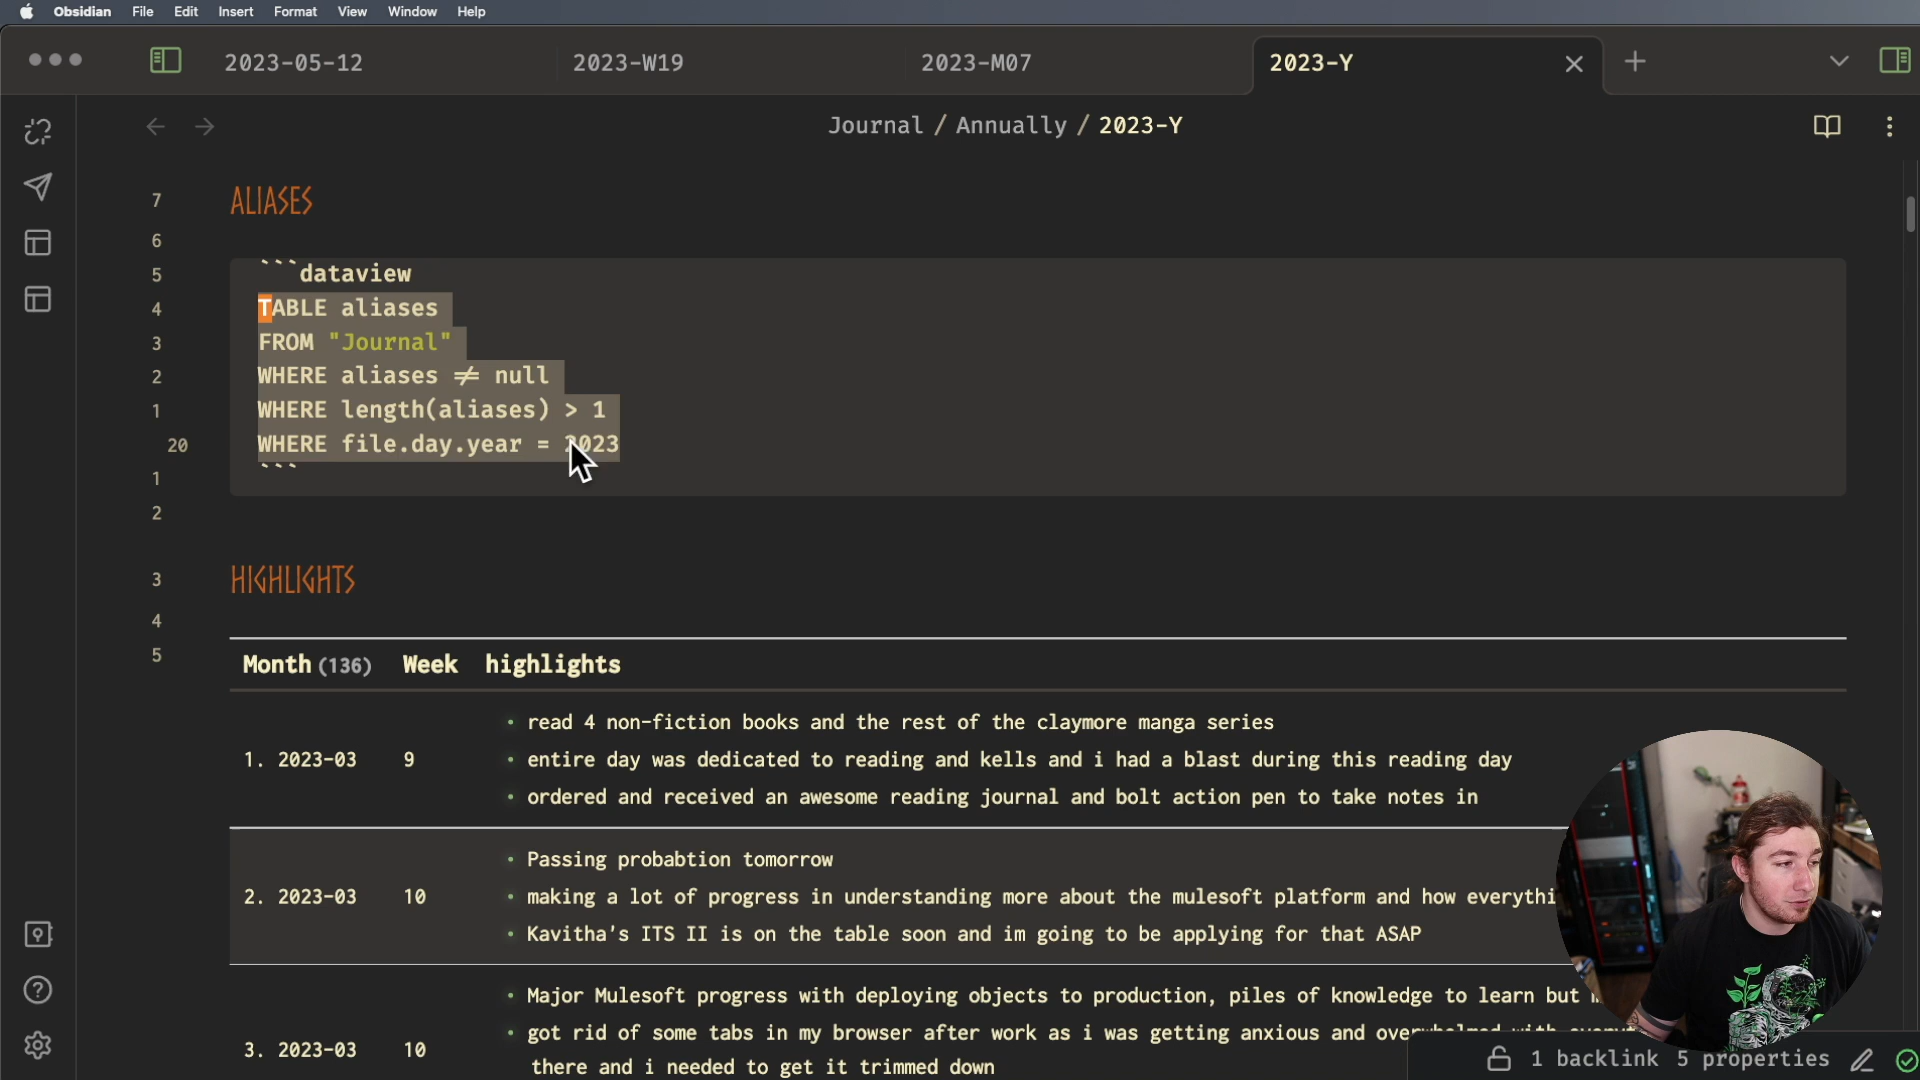 Obsidian File Edit Insert Format View Window Help
2023-05-12 2023-W19 2023-M07 2023-Y
Journal / Annually / 2023-Y
7 ALIASES
6
5 ```dataview
4 TABLE aliases
3 FROM "Journal"
2 WHERE aliases ≠ null
1 WHERE length(aliases) > 1
20 WHERE file.day.year = 2023
1 ```
2
3 HIGHLIGHTS
4
5
Month (136) Week highlights
1. 2023-03 9
• read 4 non-fiction books and the rest of the claymore manga series
• entire day was dedicated to reading and kells and i had a blast during this reading day
• ordered and received an awesome reading journal and bolt action pen to take notes in
2. 2023-03 10
• Passing probabtion tomorrow
• making a lot of progress in understanding more about the mulesoft platform and how everythi
• Kavitha's ITS II is on the table soon and im going to be applying for that ASAP
3. 2023-03 10
• Major Mulesoft progress with deploying objects to production, piles of knowledge to learn but
• got rid of some tabs in my browser after work as i was getting anxious and overwhelmed with
there and i needed to get it trimmed down
1 backlink 5 properties